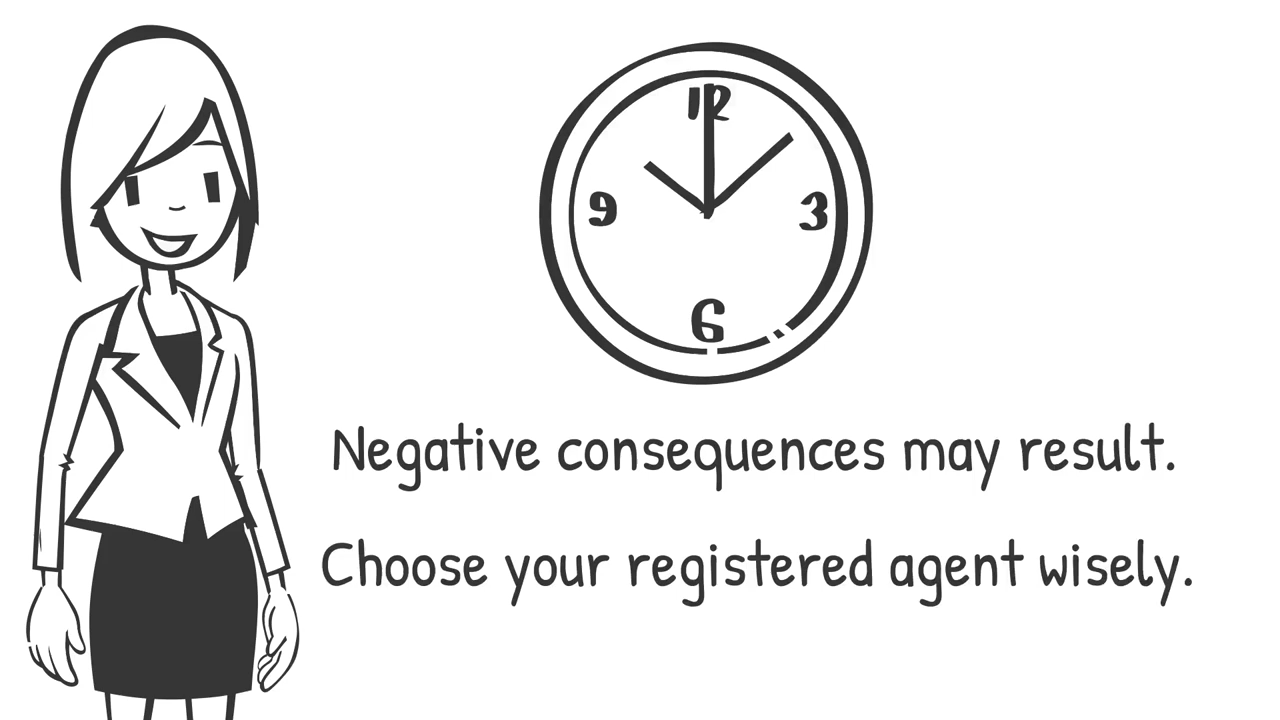 12
9 3
6
Negative consequences may result.
Choose your registered agent wisely.